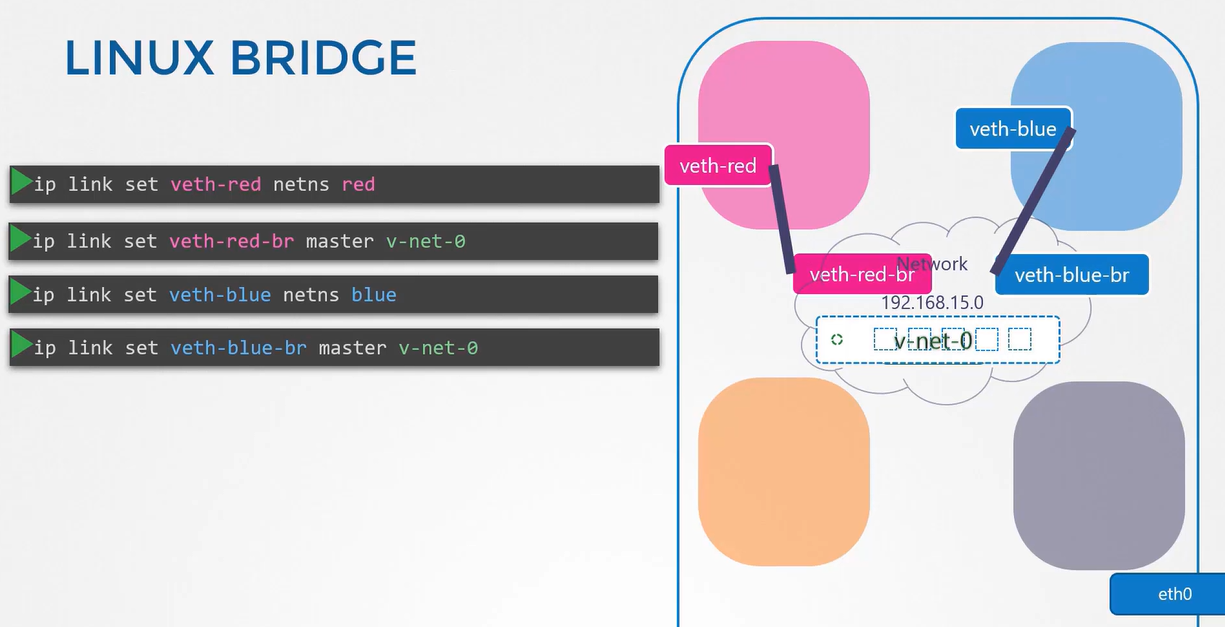 LINUX BRIDGE
ip link set veth-red netns red
ip link set veth-red-br master v-net-0
ip link set veth-blue netns blue
ip link set veth-blue-br master v-net-0
veth-blue
veth-red
Network
veth-red-br
veth-blue-br
192.168.15.0
v-net-0
eth0